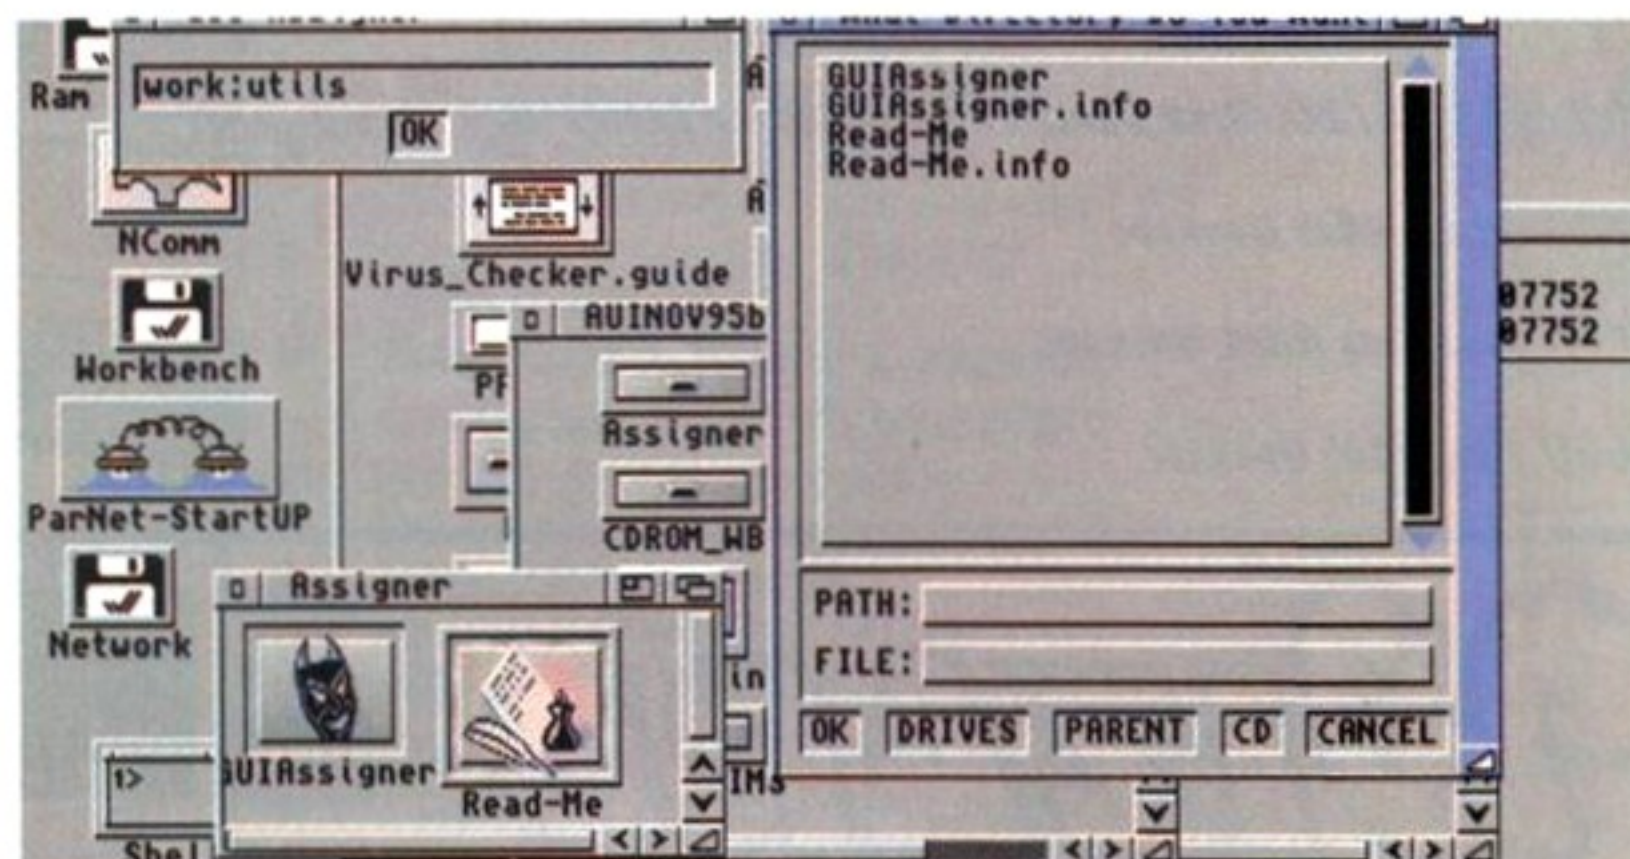 work:utils
OK
Ram
NComm
Workbench
ParNet-StartUP
Network
1>
Virus_Checker.guide
AUINOV95b
Assigner
CDROM_WB
Assigner
GUIAssigner
Read-Me
GUIAssigner
GUIAssigner.info
Read-Me
Read-Me.info
PATH:
FILE:
OK
DRIVES
PARENT
CD
CANCEL
07752
07752